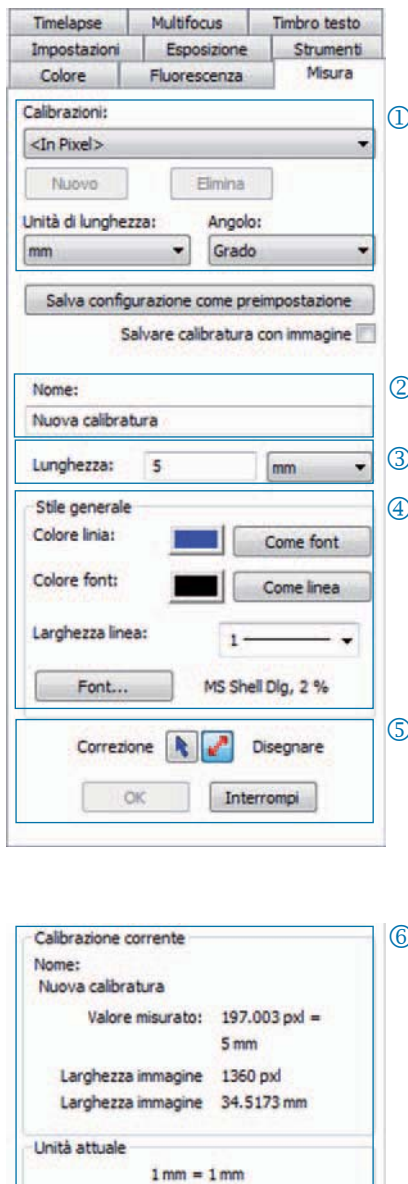 Timelapse Multifocus Timbro testo
Impostazioni Esposizione Strumenti
Colore Fluorescenza Misura
Calibrazioni: ①
<In Pixel>
Nuovo Elimina
Unità di lunghezza: Angolo:
mm Grado
Salva configurazione come preimpostazione
Salvare calibratura con immagine
Nome: ②
Nuova calibratura
Lunghezza: 5 mm ③
Stile generale ④
Colore linia: Come font
Colore font: Come linea
Larghezza linea: 1
Font... MS Shell Dlg, 2 %
⑤
Correzione Disegnare
OK Interrompi
Calibrazione corrente ⑥
Nome:
Nuova calibratura
Valore misurato: 197.003 pxl =
5 mm
Larghezza immagine 1360 pxl
Larghezza immagine 34.5173 mm
Unità attuale
1 mm = 1 mm